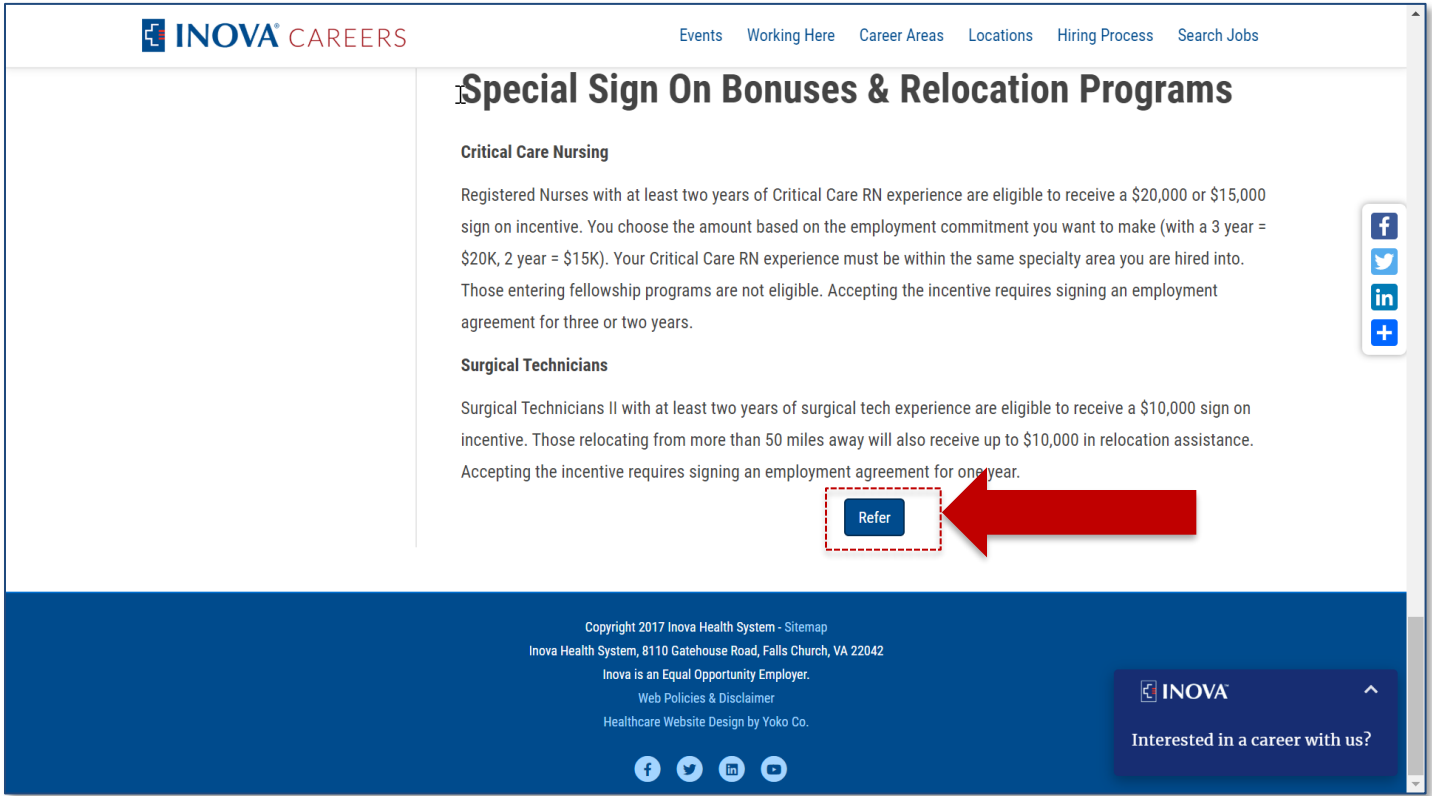 INOVA® CAREERS
Events Working Here Career Areas Locations Hiring Process Search Jobs
Special Sign On Bonuses & Relocation Programs
Critical Care Nursing
Registered Nurses with at least two years of Critical Care RN experience are eligible to receive a $20,000 or $15,000
sign on incentive. You choose the amount based on the employment commitment you want to make (with a 3 year =
$20K, 2 year = $15K). Your Critical Care RN experience must be within the same specialty area you are hired into.
Those entering fellowship programs are not eligible. Accepting the incentive requires signing an employment
agreement for three or two years.
Surgical Technicians
Surgical Technicians II with at least two years of surgical tech experience are eligible to receive a $10,000 sign on
incentive. Those relocating from more than 50 miles away will also receive up to $10,000 in relocation assistance.
Accepting the incentive requires signing an employment agreement for one year.
Refer
Copyright 2017 Inova Health System - Sitemap
Inova Health System, 8110 Gatehouse Road, Falls Church, VA 22042
Inova is an Equal Opportunity Employer.
Web Policies & Disclaimer
Healthcare Website Design by Yoko Co.
INOVA™
Interested in a career with us?